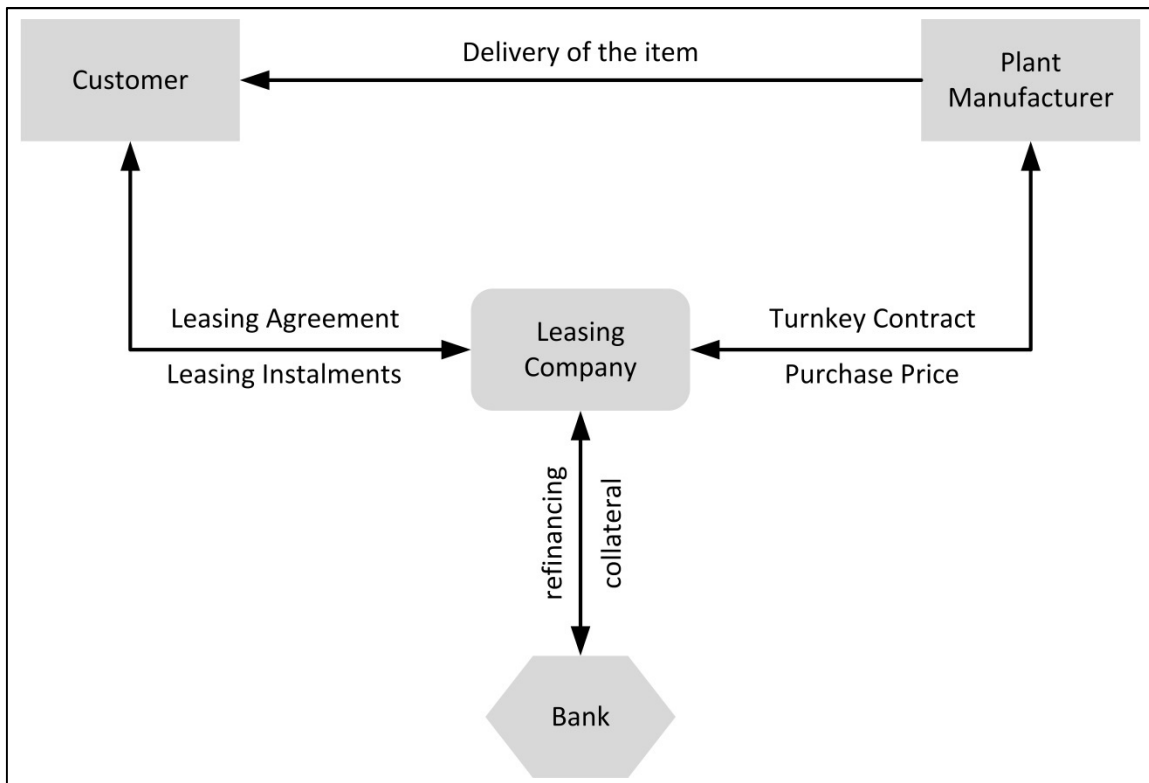 Delivery of the item
Customer
Plant
Manufacturer
Leasing Agreement
Leasing Instalments
Leasing
Company
Turnkey Contract
Purchase Price
refinancing
collateral
Bank